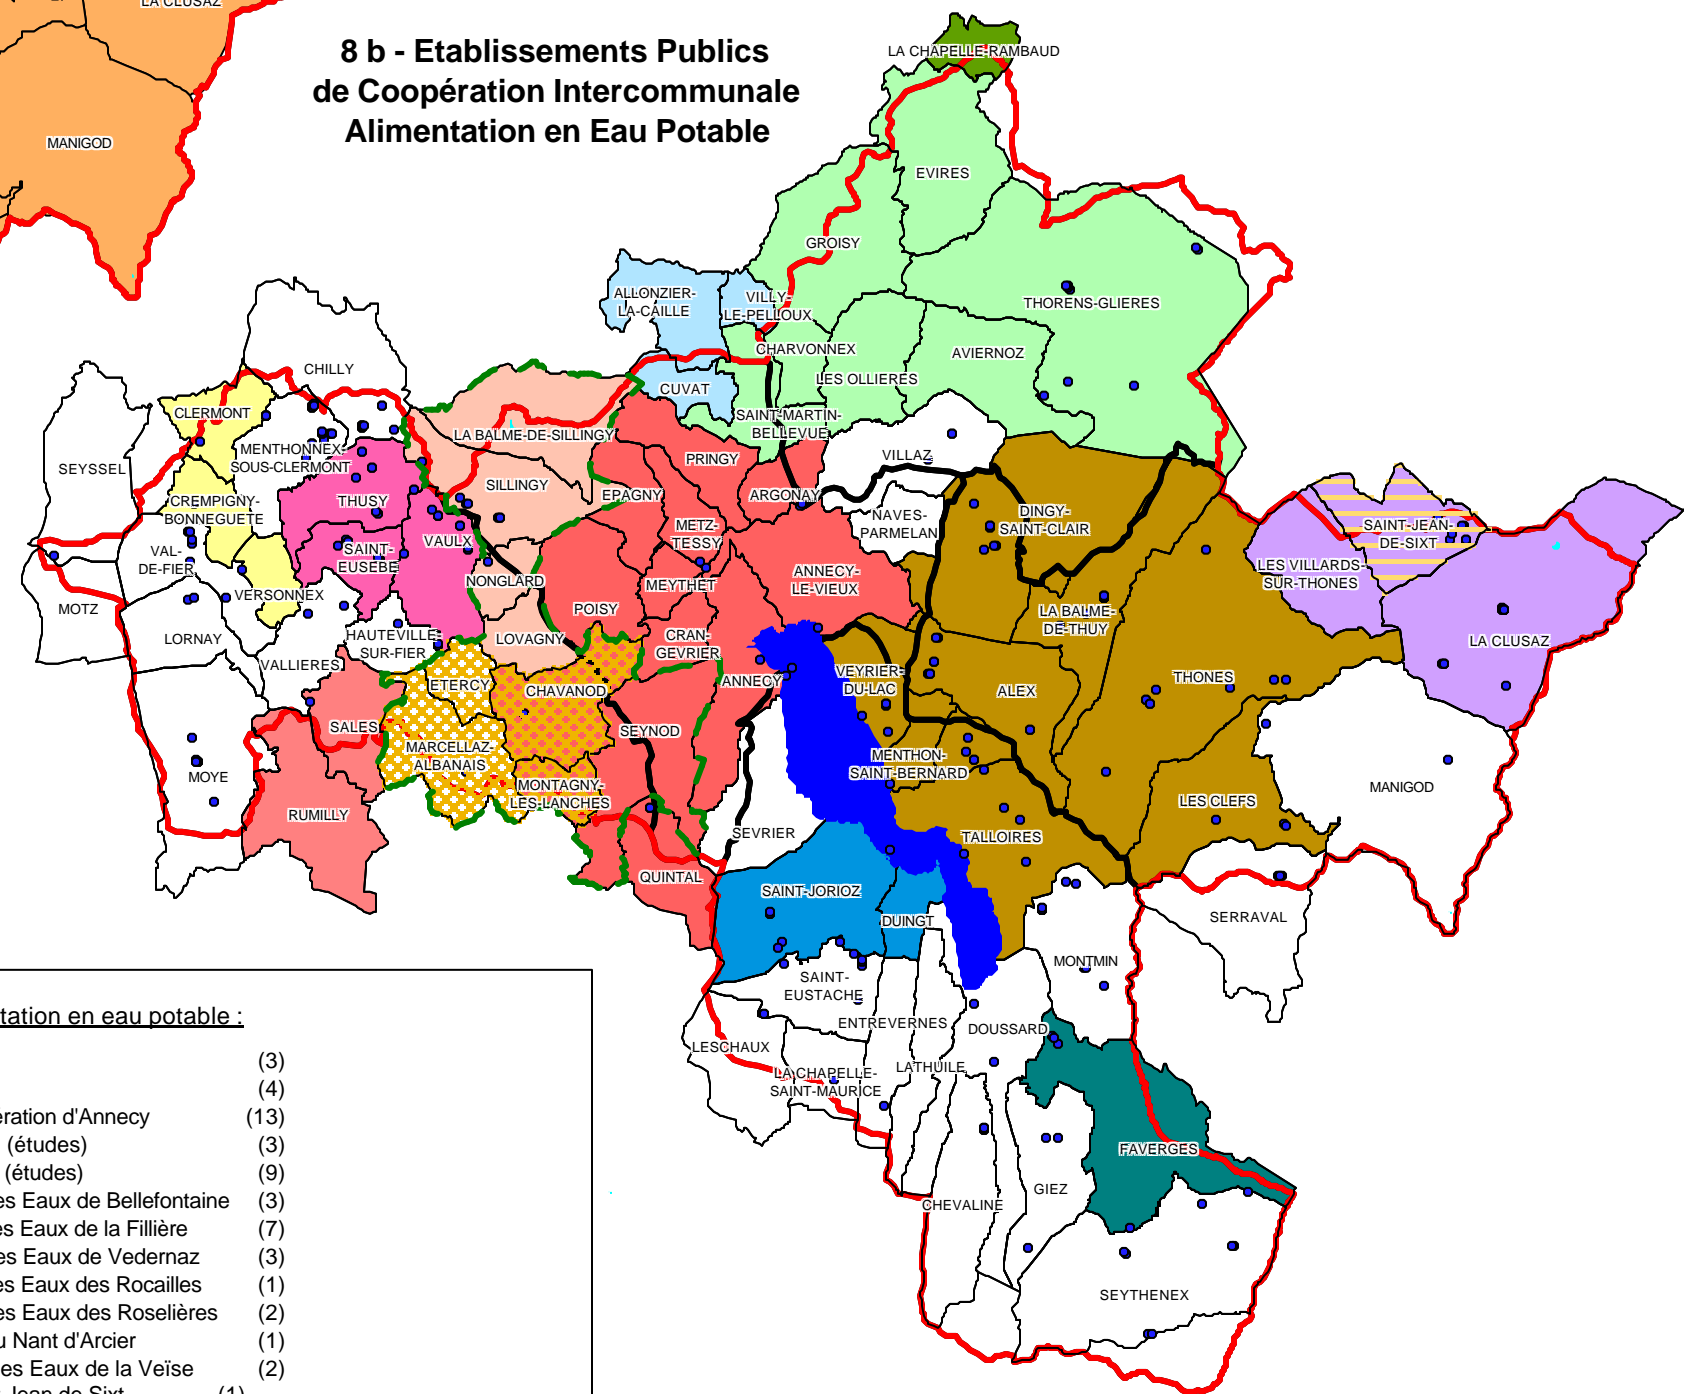 LA CLUSAZ
MANIGOD
8 b - Etablissements Publics
de Coopération Intercommunale
Alimentation en Eau Potable
LA CHAPELLE-RAMBAUD
EVIRES
GROISY
THORENS-GLIERES
ALLONZIER-
LA-CAILLE
VILLY-
LE-PELLOUX
CHARVONNEX
AVIERNOZ
LES OLLIERES
CUVAT
SAINT-MARTIN-
BELLEVUE
CHILLY
CLERMONT
LA BALME-DE-SILLINGY
MENTHONNEX-
SOUS-CLERMONT
SEYSSEL
PRINGY
VILLAZ
SILLINGY
EPAGNY
ARGONAY
THUSY
CREMPIGNY-
BONNEGUETE
NAVES-
PARMELAN
DINGY-
SAINT-CLAIR
METZ-
TESSY
SAINT-JEAN-
DE-SIXT
VAULX
SAINT-
EUSEBE
VAL-
DE-FIER
LES VILLARDS-
SUR-THONES
NONGLARD
MEYTHET
ANNECY-
LE-VIEUX
VERSONNEX
MOTZ
POISY
LA BALME-
DE-THUY
LORNAY
HAUTEVILLE-
SUR-FIER
LOVAGNY
CRAN-
GEVRIER
LA CLUSAZ
VALLIERES
ETERCY
CHAVANOD
ANNECY
VEYRIER-
DU-LAC
ALEX
THONES
SALES
SEYNOD
MARCELLAZ-
ALBANAIS
MENTHON-
SAINT-BERNARD
MOYE
MONTAGNY-
LES-LANCHES
MANIGOD
RUMILLY
LES CLEFS
SEVRIER
TALLOIRES
QUINTAL
SAINT-JORIOZ
DUINGT
SERRAVAL
MONTMIN
SAINT-
EUSTACHE
ENTREVERNES
DOUSSARD
LESCHAUX
LATHUILE
LA CHAPELLE-
SAINT-MAURICE
FAVERGES
GIEZ
CHEVALINE
SEYTHENEX
tation en eau potable :
(3)
(4)
ration d'Annecy (13)
(études) (3)
(études) (9)
es Eaux de Bellefontaine (3)
es Eaux de la Fillière (7)
es Eaux de Vedernaz (3)
es Eaux des Rocailles (1)
es Eaux des Roselières (2)
u Nant d'Arcier (1)
es Eaux de la Veïse (2)
Jean de Sixt (1)